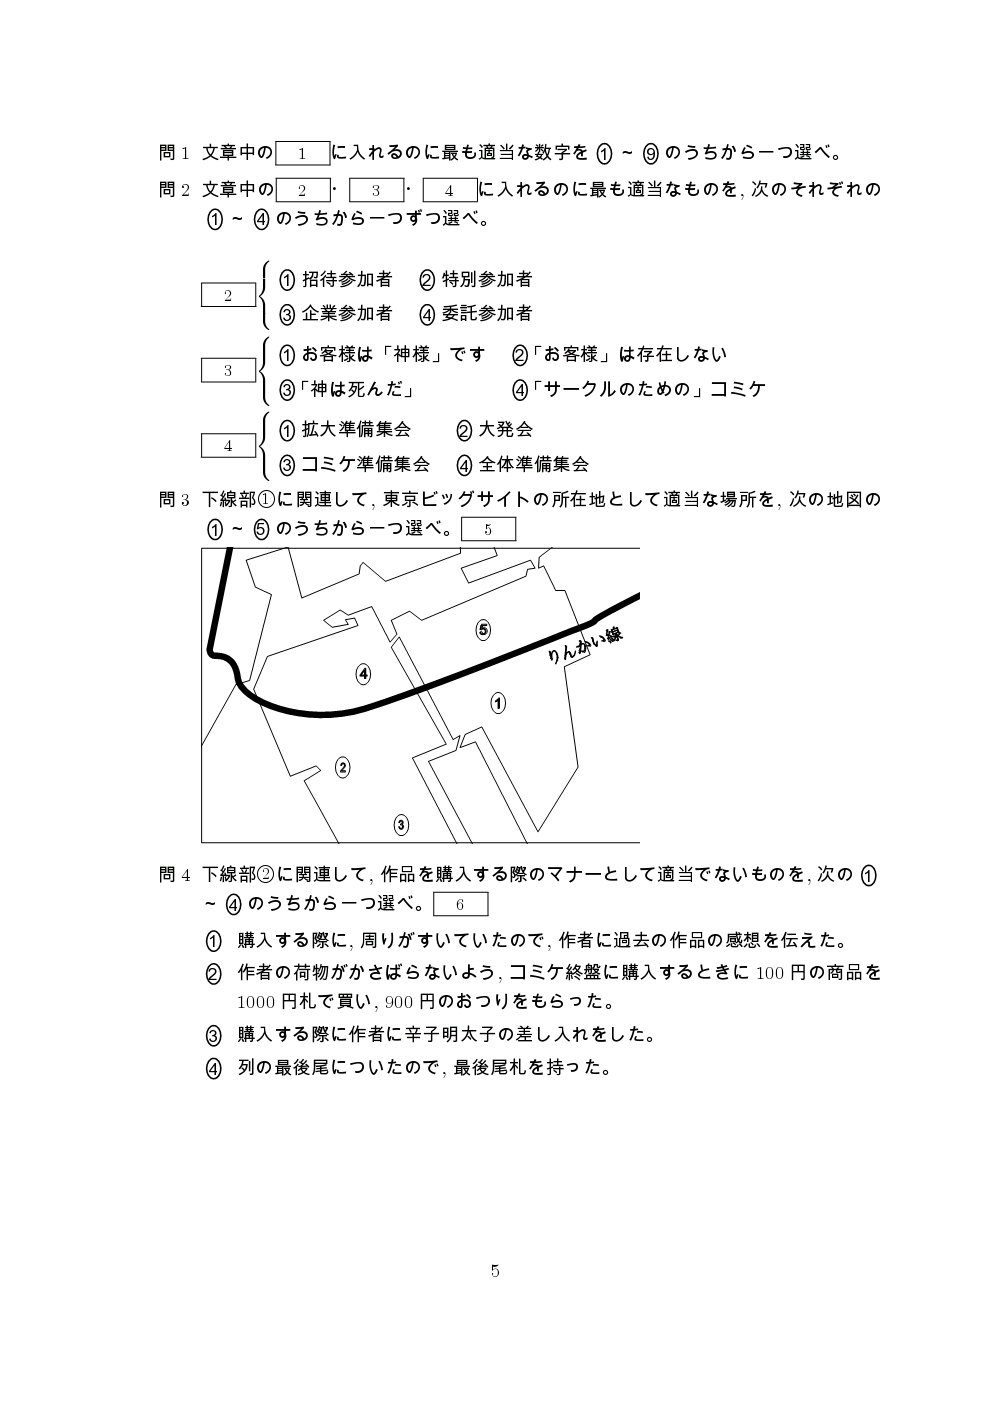 問 1 文章中の 1 に入れるのに最も適当な数字を ① ~ ⑨ のうちから一つ選べ。
問 2 文章中の 2 ・ 3 ・ 4 に入れるのに最も適当なものを, 次のそれぞれの
① ~ ④ のうちから一つずつ選べ。
2
① 招待参加者 ② 特別参加者
③ 企業参加者 ④ 委託参加者
3
① お客様は「神様」です ②「お客様」は存在しない
③「神は死んだ」 ④「サークルのための」コミケ
4
① 拡大準備集会 ② 大発会
③ コミケ準備集会 ④ 全体準備集会
問 3 下線部①に関連して, 東京ビッグサイトの所在地として適当な場所を, 次の地図の
① ~ ⑤ のうちから一つ選べ。 5
⑤
りんかい線
④
①
②
③
問 4 下線部②に関連して, 作品を購入する際のマナーとして適当でないものを, 次の ①
~ ④ のうちから一つ選べ。 6
① 購入する際に, 周りがすいていたので, 作者に過去の作品の感想を伝えた。
② 作者の荷物がかさばらないよう, コミケ終盤に購入するときに 100 円の商品を
1000 円札で買い, 900 円のおつりをもらった。
③ 購入する際に作者に辛子明太子の差し入れをした。
④ 列の最後尾についたので, 最後尾札を持った。
5